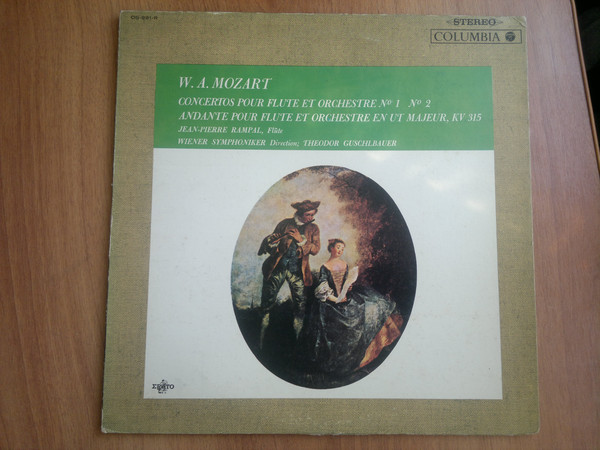 STEREO
COLUMBIA
W. A. MOZART
CONCERTOS POUR FLUTE ET ORCHESTRE Nº 1 Nº 2
ANDANTE POUR FLUTE ET ORCHESTRE EN UT MAJEUR, KV 315
JEAN-PIERRE RAMPAL, Flûte
WIENER SYMPHONIKER Direction; THEODOR GUSCHLBAUER